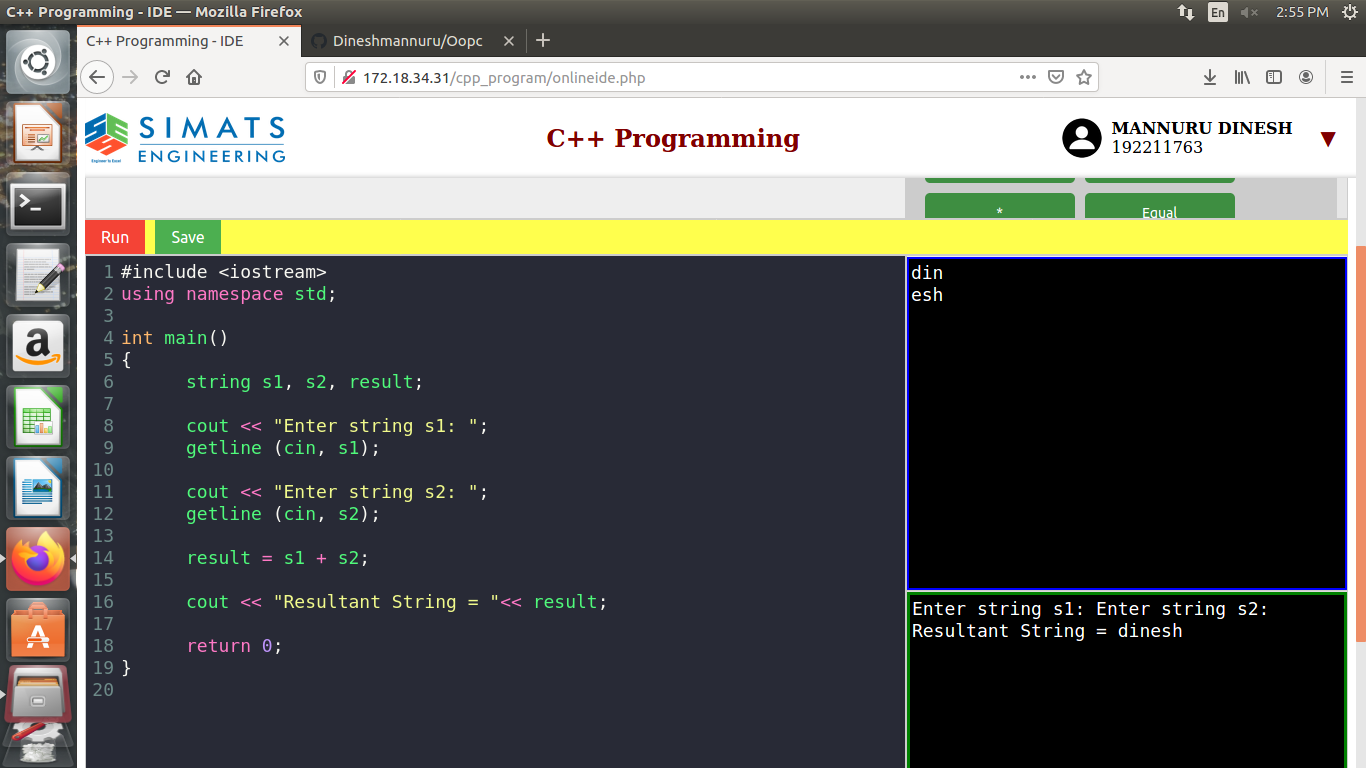 C++ Programming - IDE — Mozilla Firefox
En
2:55 PM
C++ Programming - IDE
Dineshmannuru/Oopc
172.18.34.31/cpp_program/onlineide.php
SIMATS
ENGINEERING
Engineer to Excel
C++ Programming
MANNURU DINESH
192211763
* Equal
Run Save
1 #include <iostream>
2 using namespace std;
3
4 int main()
5 {
6 string s1, s2, result;
7
8 cout << "Enter string s1: ";
9 getline (cin, s1);
10
11 cout << "Enter string s2: ";
12 getline (cin, s2);
13
14 result = s1 + s2;
15
16 cout << "Resultant String = "<< result;
17
18 return 0;
19 }
20
din
esh
Enter string s1: Enter string s2:
Resultant String = dinesh